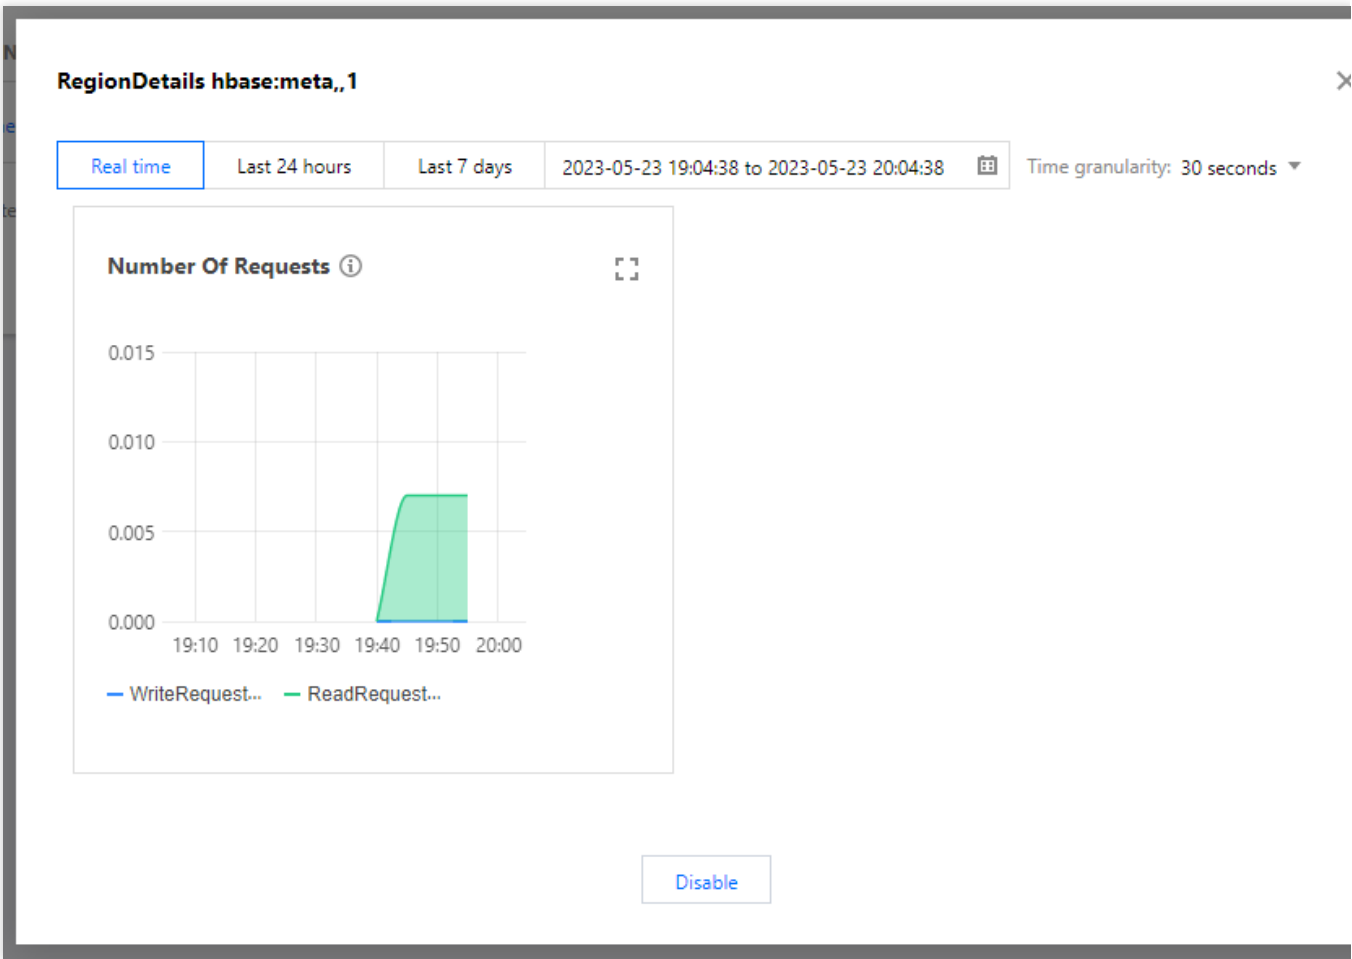 RegionDetails hbase:meta,,1
Real time Last 24 hours Last 7 days 2023-05-23 19:04:38 to 2023-05-23 20:04:38 Time granularity: 30 seconds
Number Of Requests
0.015
0.010
0.005
0.000
19:10 19:20 19:30 19:40 19:50 20:00
WriteRequest... ReadRequest...
Disable